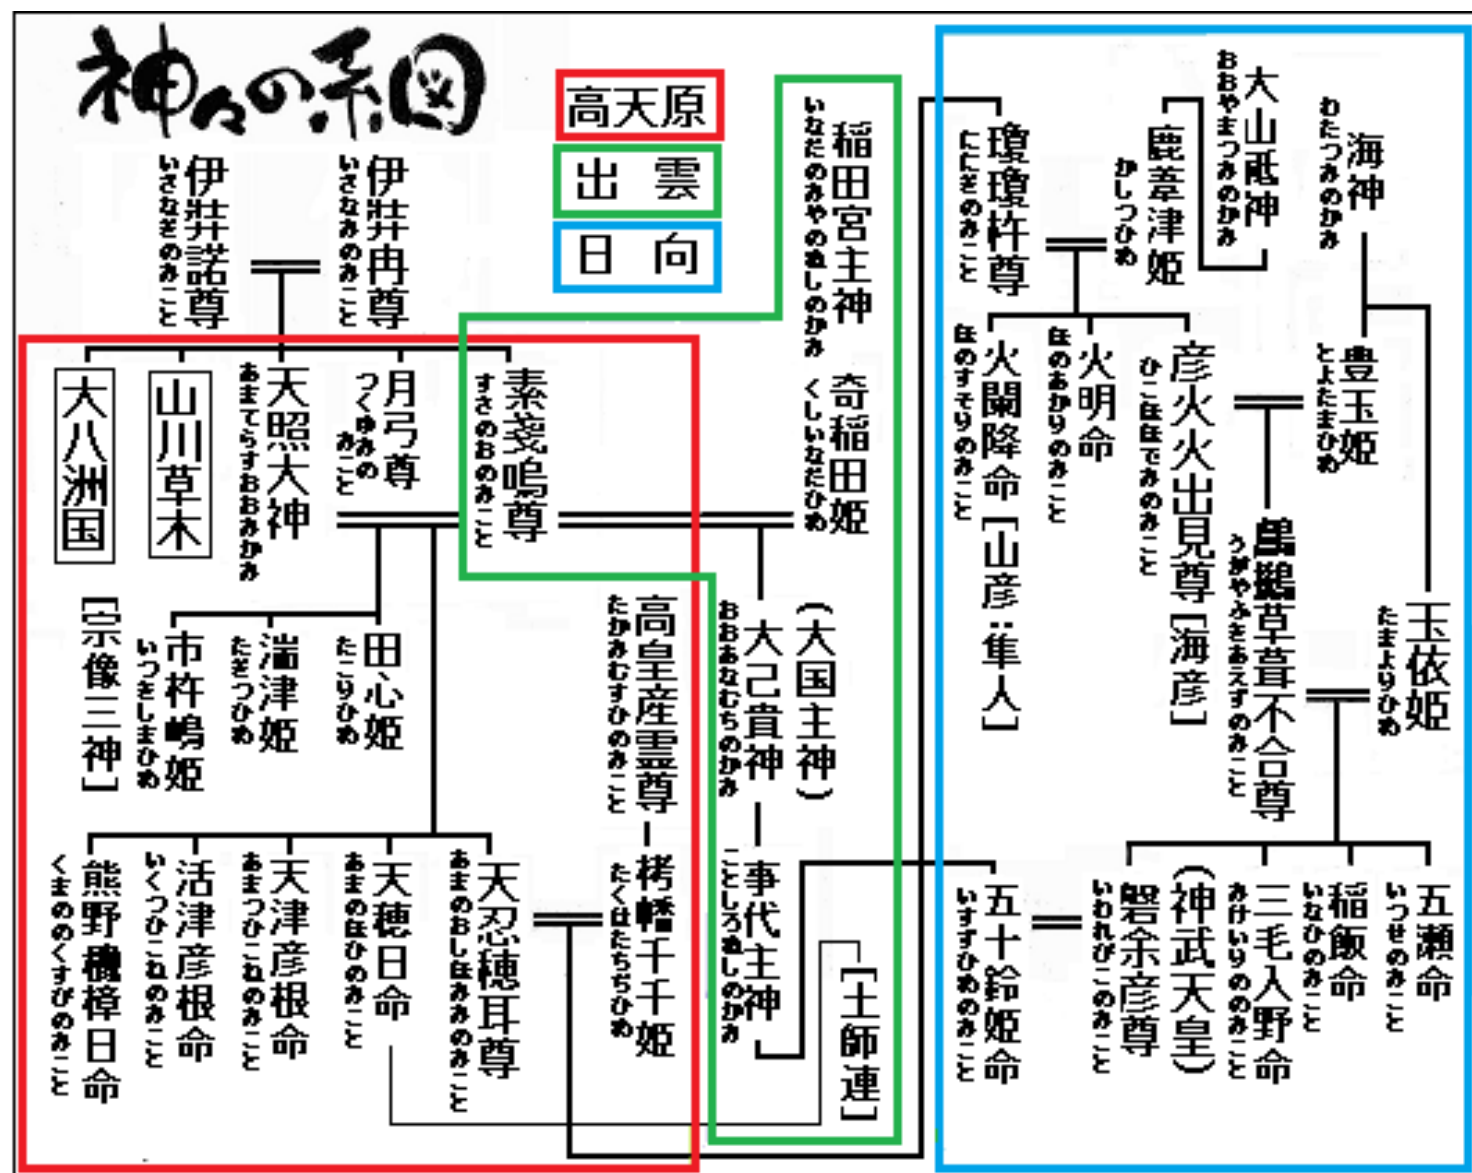 神々の系図
高天原
出雲
日向
伊弉諾尊
いさなぎのみこと
伊弉冉尊
いさなみのみこと
大八洲国
山川草木
天照大神
あまてらすおおみかみ
月弓尊
つくゆみの
みこと
素戔嗚尊
すさのおのみこと
稲田宮主神
いなだのみやのぬしのかみ
奇稲田姫
くしいなだひめ
[宗像三神]
市杵嶋姫
いつきしまひめ
湍津姫
たぎつひめ
田心姫
たこりひめ
高皇産霊尊
たかみむすひのみこと
(大国主神)
大己貴神
おおあなむちのかみ
熊野櫲樟日命
くまののくすびのみこと
活津彦根命
いくつひこねのみこと
天津彦根命
あまつひこねのみこと
天穂日命
あまのほひのみこと
天忍穂耳尊
あまのおしほみみのみこと
栲幡千千姫
たくはたちぢひめ
事代主神
ことしろぬしのかみ
[土師連]
瓊瓊杵尊
ににぎのみこと
鹿葦津姫
かしつひめ
大山祗神
おおやまつみのかみ
海神
わたつみのかみ
火闌降命[山彦:隼人]
ほのすそりのみこと
火明命
ほのあかりのみこと
彦火火出見尊[海彦]
ひこほほでみのみこと
豊玉姫
とよたまひめ
鸕鶿草葺不合尊
うがやふきあえずのみこと
玉依姫
たまよりひめ
五十鈴姫命
いすずひめのみこと
(神武天皇)
磐余彦尊
いわれびこのみこと
三毛入野命
みけいりののみこと
稲飯命
いなひのみこと
五瀬命
いつせのみこと